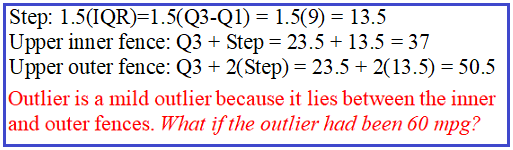 Step: 1.5(IQR)=1.5(Q3-Q1) = 1.5(9) = 13.5
Upper inner fence: Q3 + Step = 23.5 + 13.5 = 37
Upper outer fence: Q3 + 2(Step) = 23.5 + 2(13.5) = 50.5
Outlier is a mild outlier because it lies between the inner
and outer fences. What if the outlier had been 60 mpg?